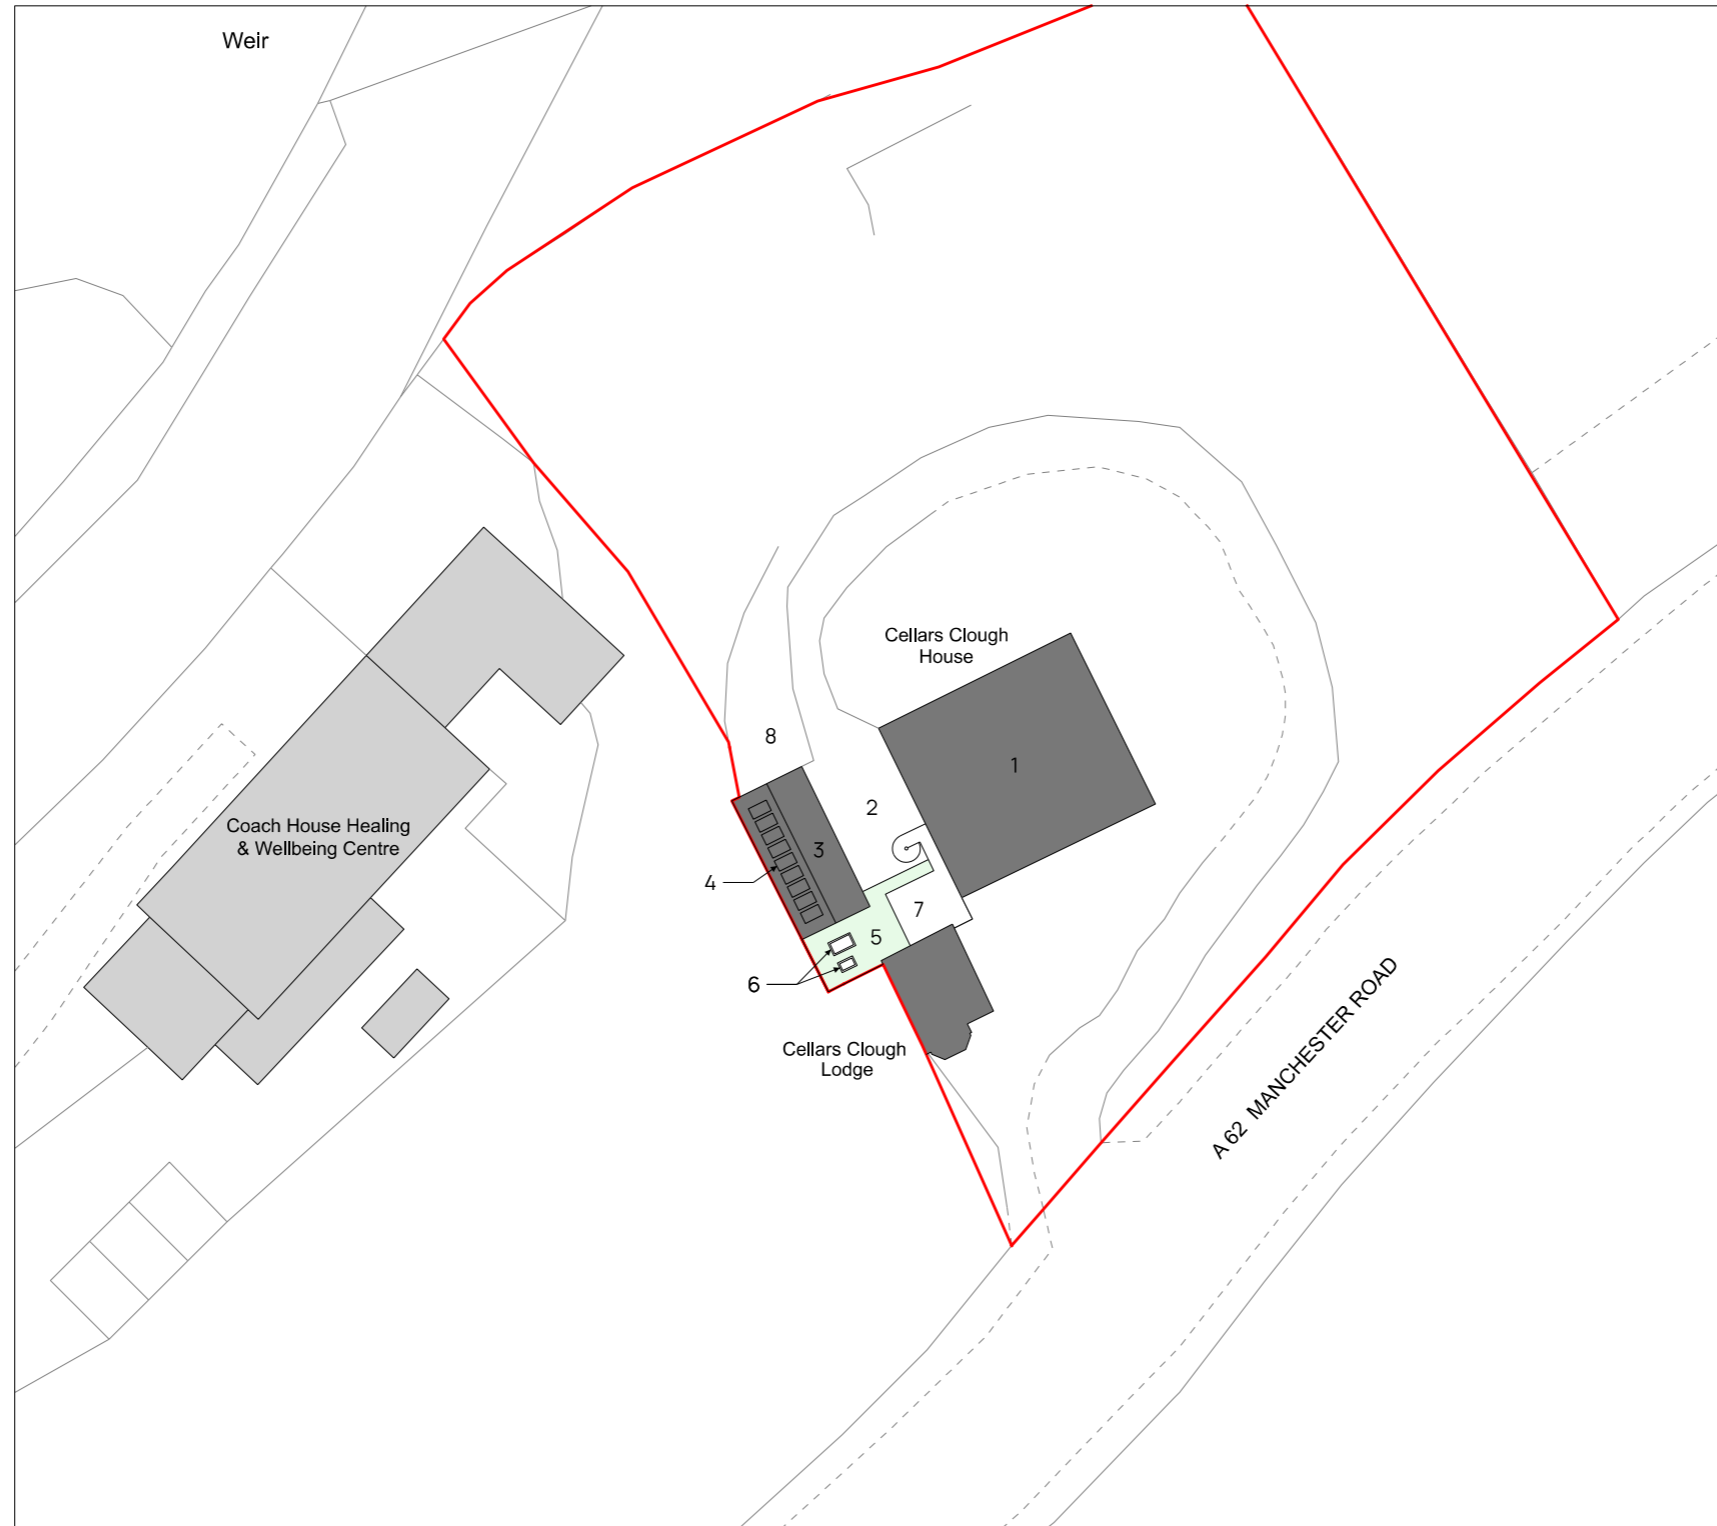 Weir
Cellars Clough
House
8
1
2
Coach House Healing
& Wellbeing Centre
3
4
7
5
6
Cellars Clough
Lodge
A 62 MANCHESTER ROAD